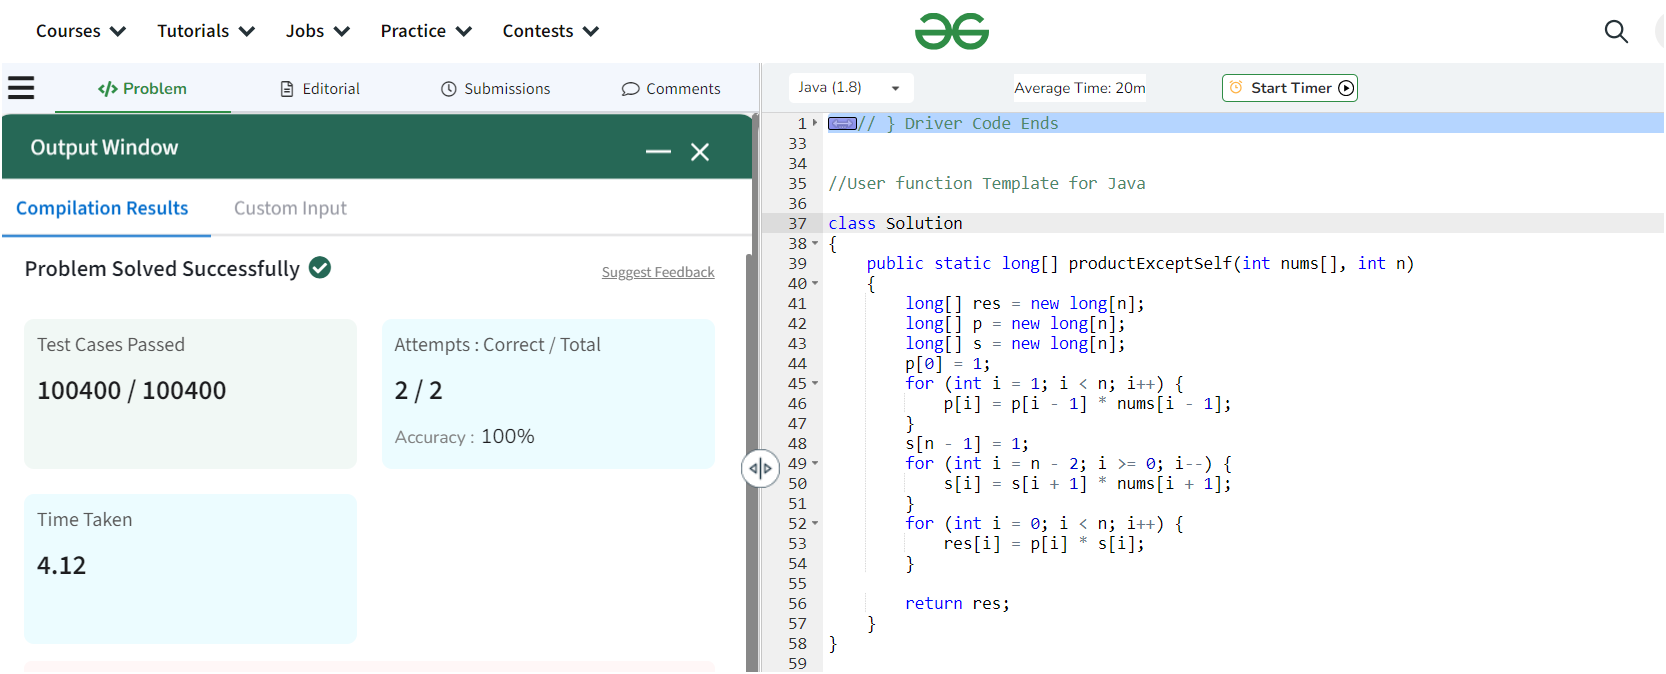 Courses Tutorials Jobs Practice Contests
Problem Editorial Submissions Comments
Output Window
Compilation Results Custom Input
Problem Solved Successfully
Suggest Feedback
Test Cases Passed
100400 / 100400
Attempts : Correct / Total
2 / 2
Accuracy : 100%
Time Taken
4.12
Java (1.8) Average Time: 20m Start Timer
1 // } Driver Code Ends
33
34
35 //User function Template for Java
36
37 class Solution
38 {
39 public static long[] productExceptSelf(int nums[], int n)
40 {
41 long[] res = new long[n];
42 long[] p = new long[n];
43 long[] s = new long[n];
44 p[0] = 1;
45 for (int i = 1; i < n; i++) {
46 p[i] = p[i - 1] * nums[i - 1];
47 }
48 s[n - 1] = 1;
49 for (int i = n - 2; i >= 0; i--) {
50 s[i] = s[i + 1] * nums[i + 1];
51 }
52 for (int i = 0; i < n; i++) {
53 res[i] = p[i] * s[i];
54 }
55
56 return res;
57 }
58 }
59